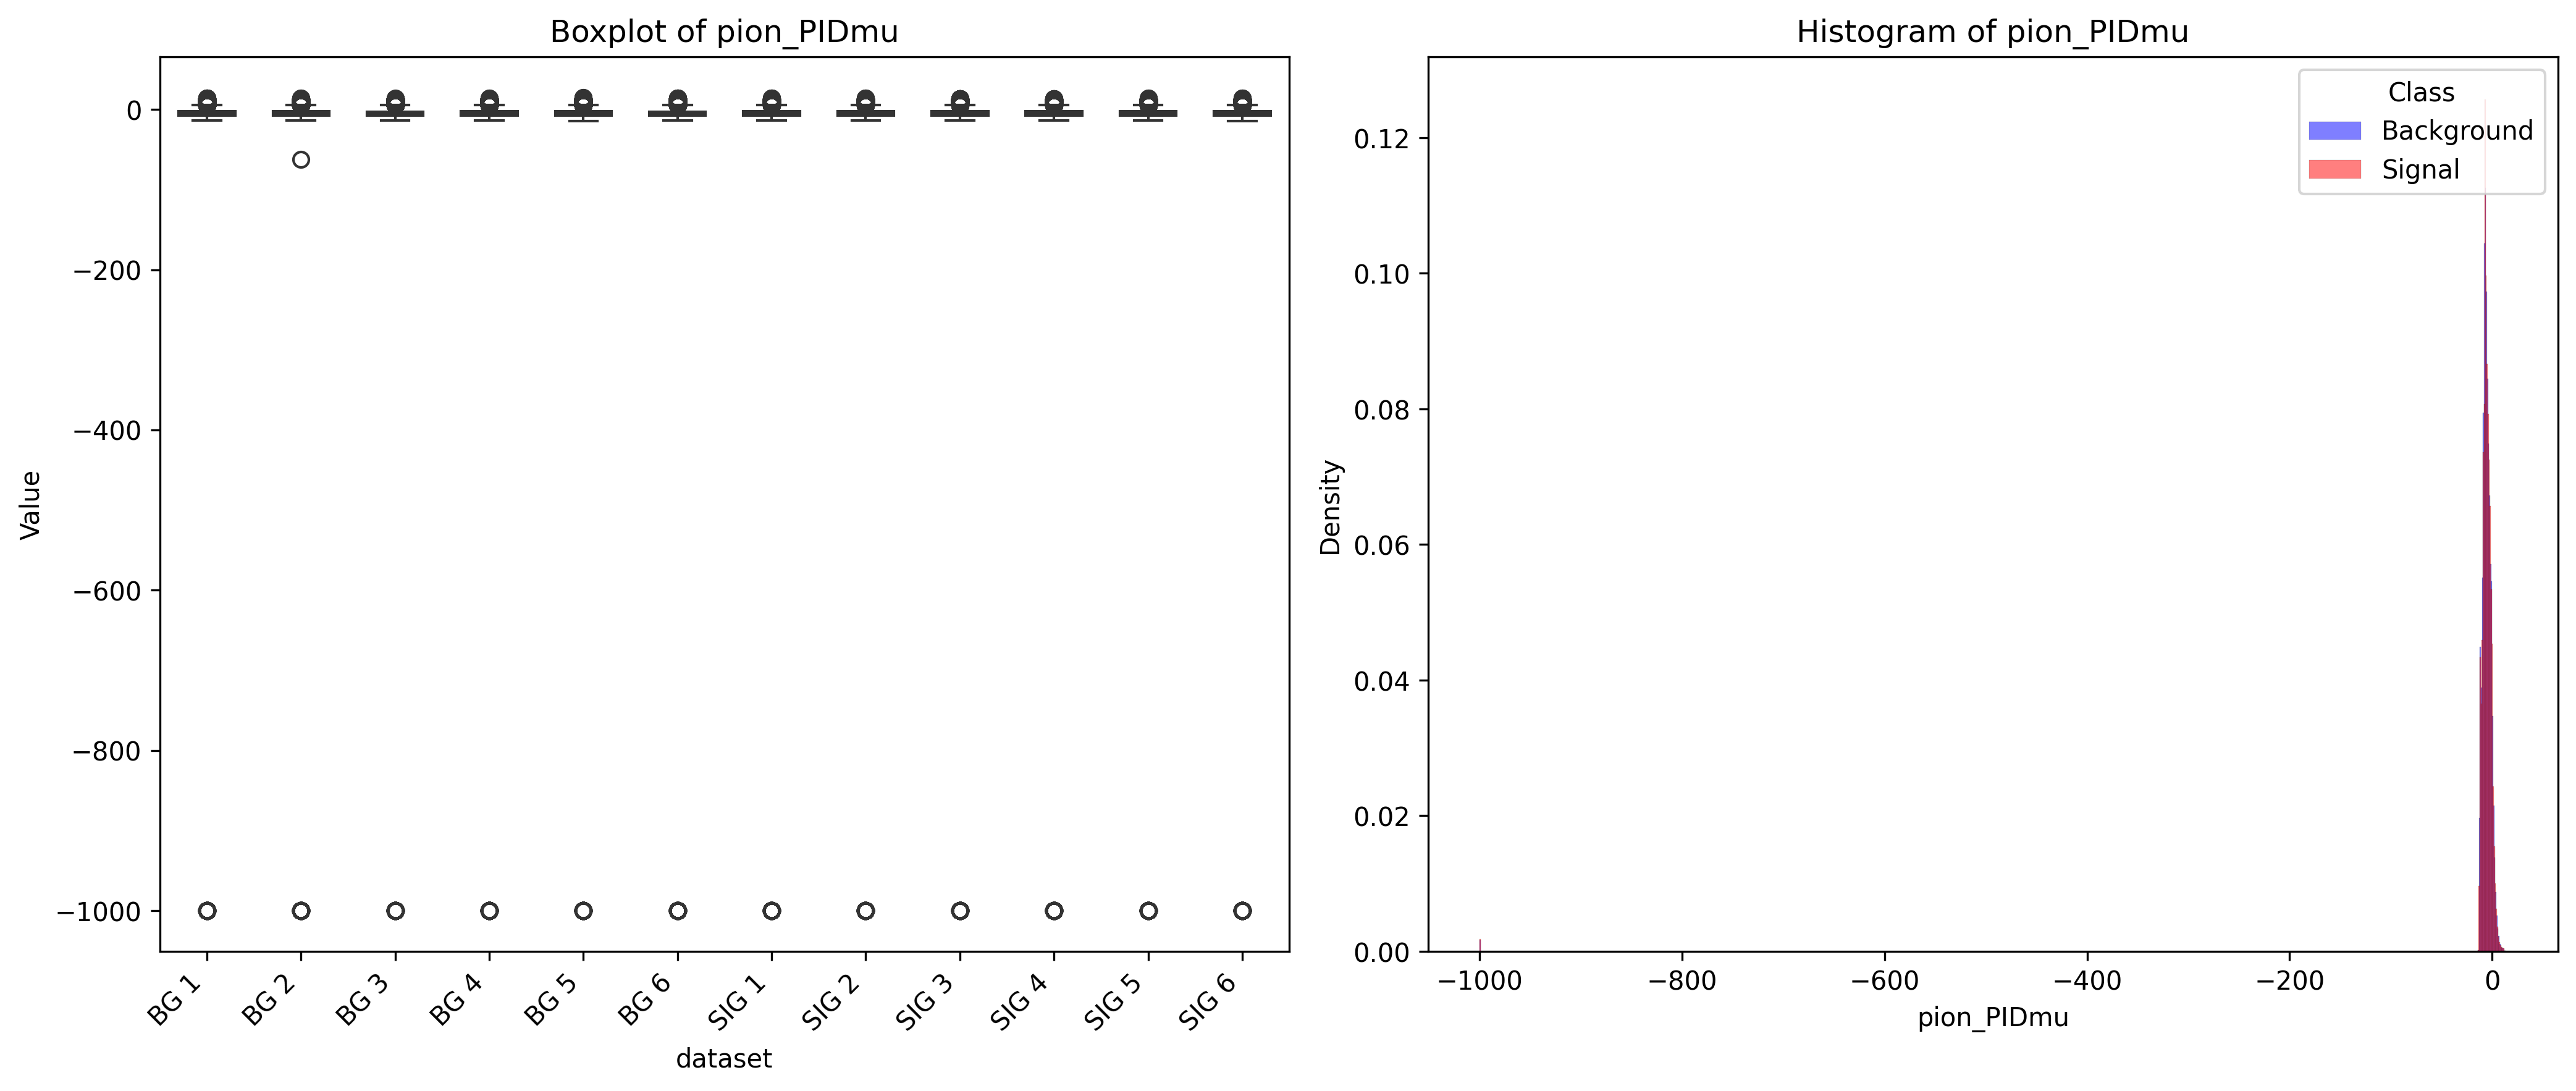 Boxplot of pion_PIDmu
Value
0
−200
−400
−600
−800
−1000
BG 1
BG 2
BG 3
BG 4
BG 5
BG 6
SIG 1
SIG 2
SIG 3
SIG 4
SIG 5
SIG 6
dataset
Histogram of pion_PIDmu
Class
Background
Signal
Density
0.12
0.10
0.08
0.06
0.04
0.02
0.00
−1000
−800
−600
−400
−200
0
pion_PIDmu